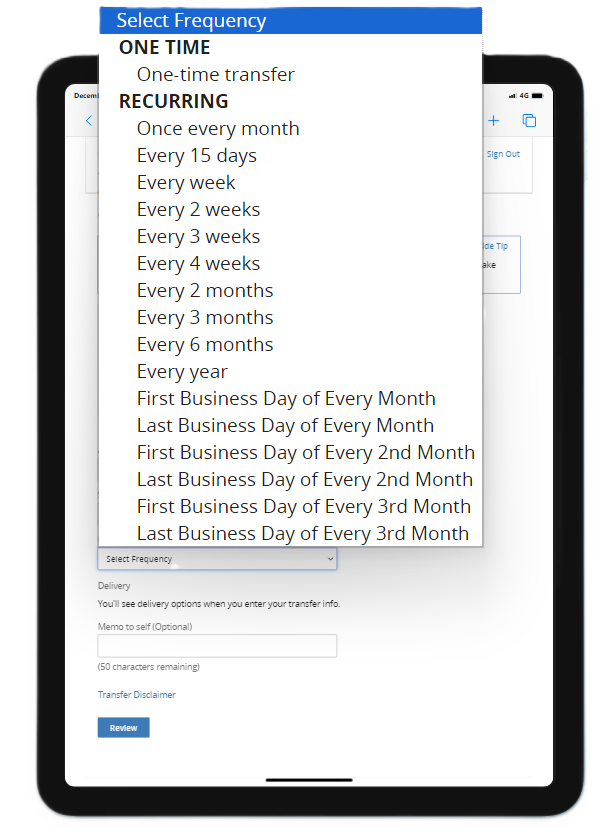 Select Frequency
ONE TIME
One-time transfer
RECURRING
Once every month
Every 15 days
Every week
Every 2 weeks
Every 3 weeks
Every 4 weeks
Every 2 months
Every 3 months
Every 6 months
Every year
First Business Day of Every Month
Last Business Day of Every Month
First Business Day of Every 2nd Month
Last Business Day of Every 2nd Month
First Business Day of Every 3rd Month
Last Business Day of Every 3rd Month
Decem
4G
Sign Out
de Tip
ake
Select Frequency
Delivery
You'll see delivery options when you enter your transfer info.
Memo to self (Optional)
(50 characters remaining)
Transfer Disclaimer
Review